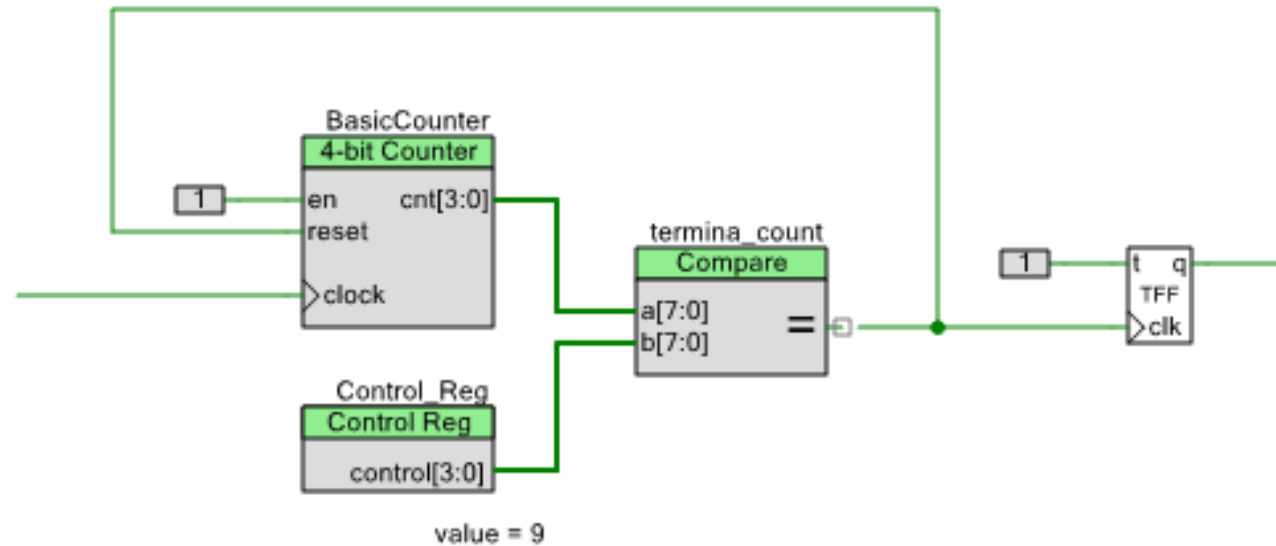 BasicCounter
4-bit Counter
1
en
cnt[3:0]
reset
clock
termina_count
Compare
a[7:0]
b[7:0]
=
1
t
q
TFF
clk
Control_Reg
Control Reg
control[3:0]
value = 9